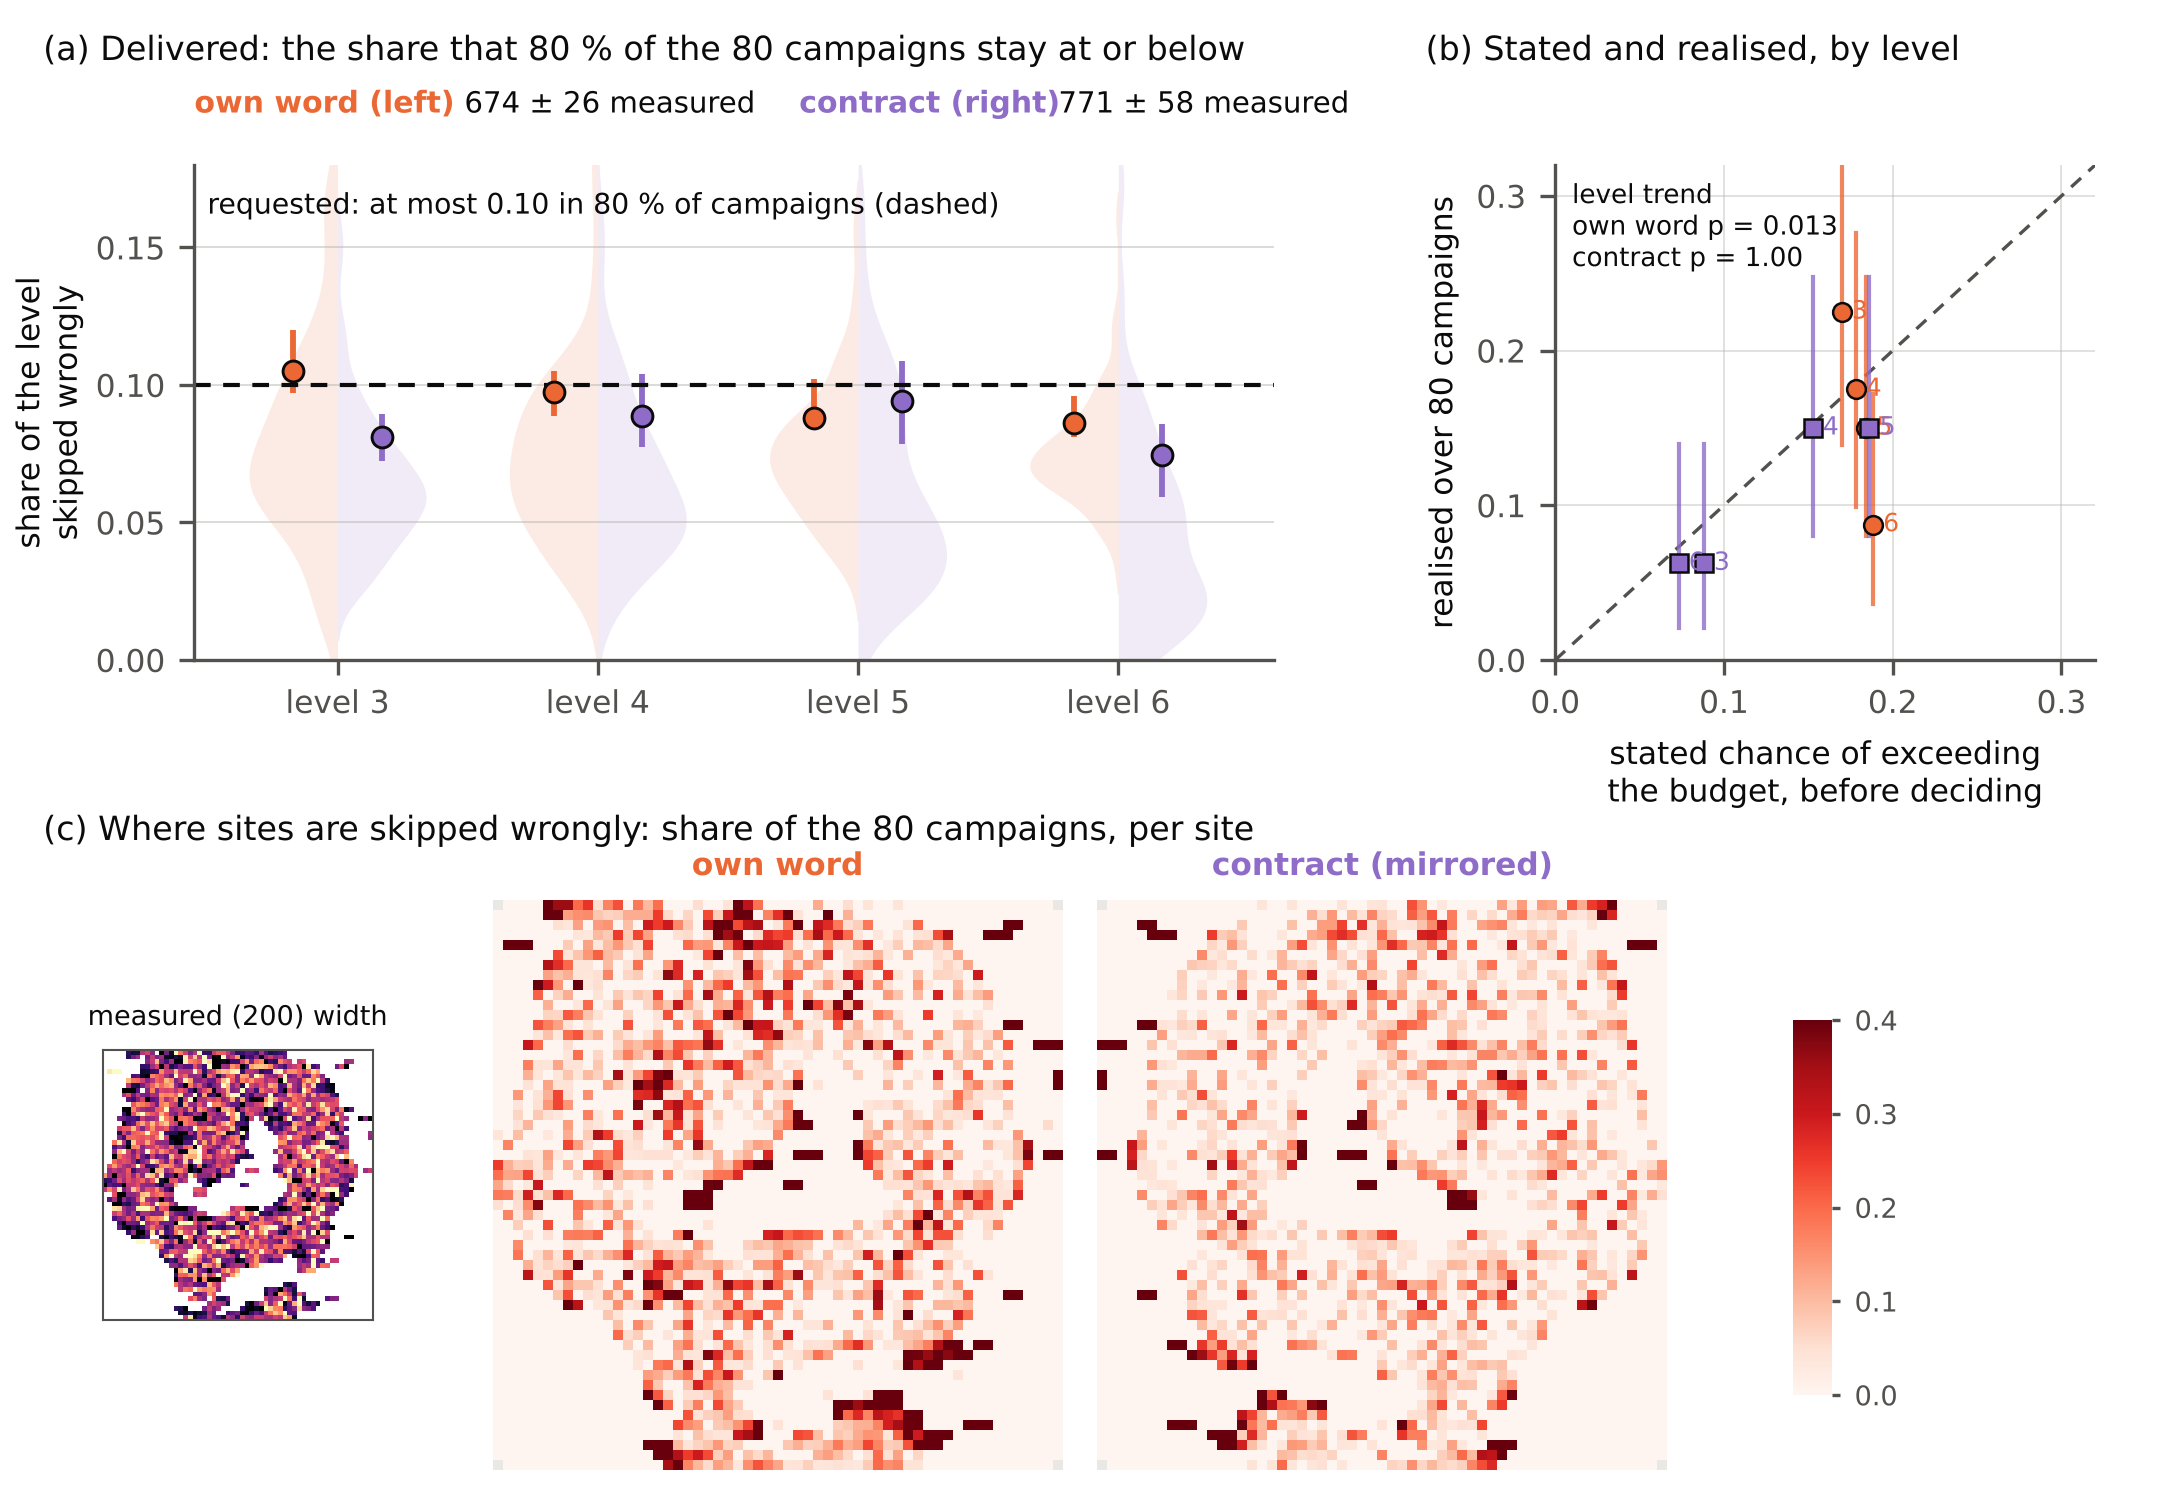 (a) Delivered: the share that 80 % of the 80 campaigns stay at or below
own word (left) 674 ± 26 measured contract (right) 771 ± 58 measured
requested: at most 0.10 in 80 % of campaigns (dashed)
share of the level
skipped wrongly
0.15
0.10
0.05
0.00
level 3 level 4 level 5 level 6
(b) Stated and realised, by level
level trend
own word p = 0.013
contract p = 1.00
realised over 80 campaigns
0.3
0.2
0.1
0.0
3
4
4
5
6
3
0.0 0.1 0.2 0.3
stated chance of exceeding
the budget, before deciding
(c) Where sites are skipped wrongly: share of the 80 campaigns, per site
own word contract (mirrored)
measured (200) width
0.4
0.3
0.2
0.1
0.0